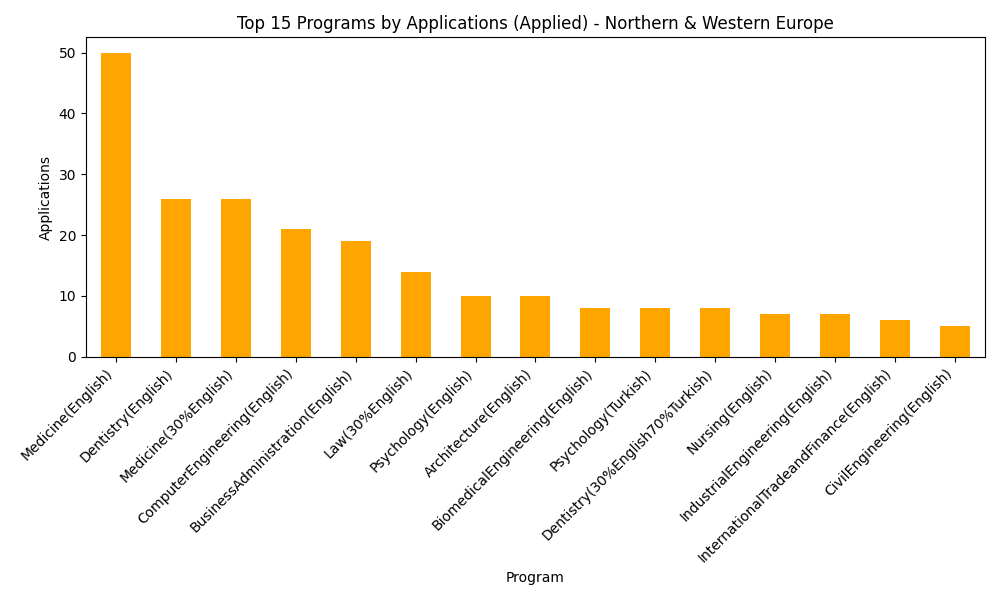 Top 15 Programs by Applications (Applied) - Northern & Western Europe
Applications
50
40
30
20
10
0
Medicine(English)
Dentistry(English)
Medicine(30%English)
ComputerEngineering(English)
BusinessAdministration(English)
Law(30%English)
Psychology(English)
Architecture(English)
BiomedicalEngineering(English)
Psychology(Turkish)
Dentistry(30%English70%Turkish)
Nursing(English)
IndustrialEngineering(English)
InternationalTradeandFinance(English)
CivilEngineering(English)
Program